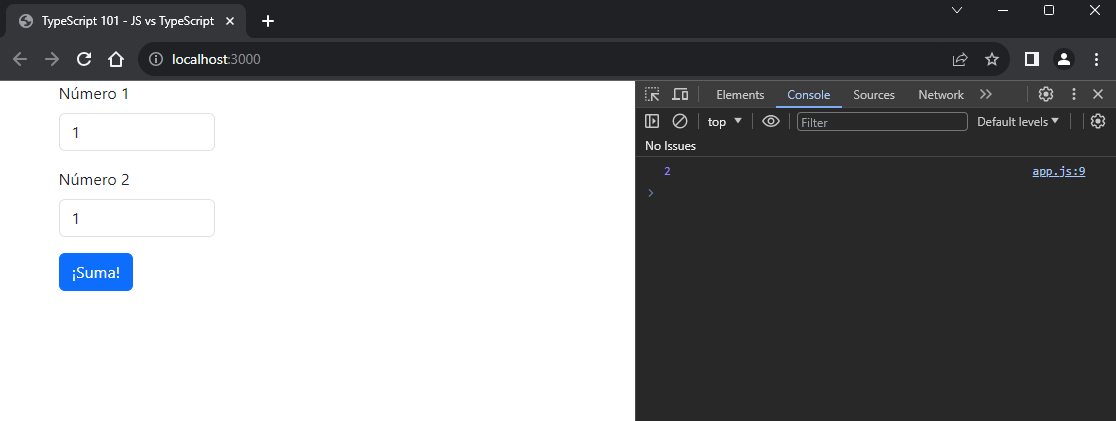 TypeScript 101 - JS vs TypeScript
localhost:3000
Número 1
1
Número 2
1
¡Suma!
Elements Console Sources Network
top Filter Default levels
No Issues
2 app.js:9